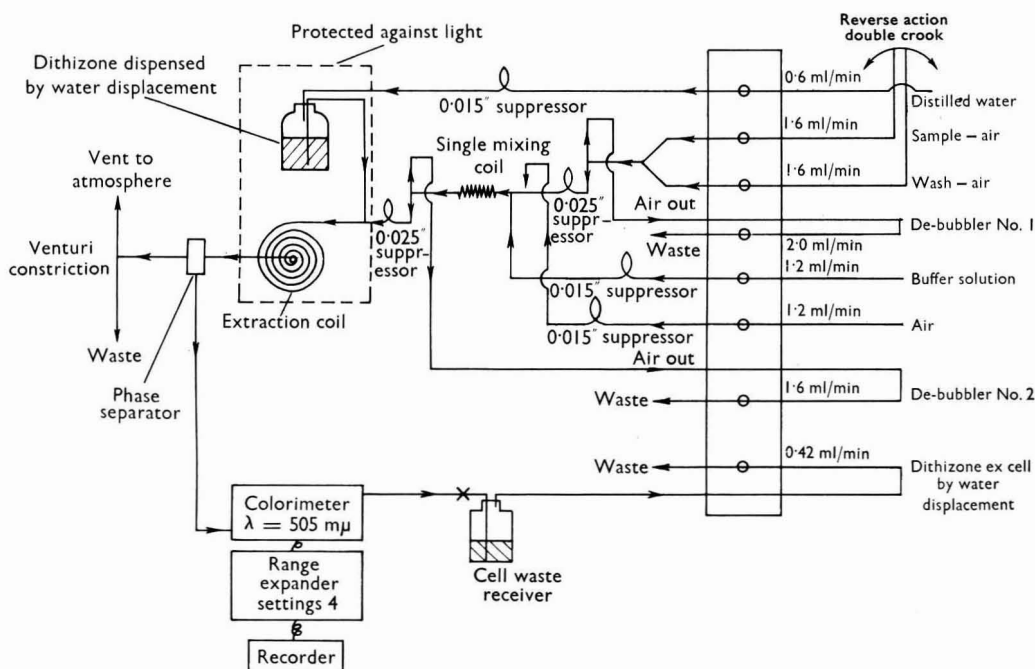 Reverse action
double crook
Protected against light
Dithizone dispensed
by water displacement
0·015" suppressor
0·6 ml/min
Distilled water
1·6 ml/min
Sample – air
1·6 ml/min
Wash – air
Single mixing
coil
Vent to
atmosphere
0·025"
suppr-
essor
Air out
De-bubbler No. 1
Waste
2·0 ml/min
0·025"
suppr-
essor
1·2 ml/min
Buffer solution
0·015" suppressor
Venturi
constriction
Extraction coil
1·2 ml/min
Air
0·015"
suppressor
Air out
Waste
Phase
separator
Waste
1·6 ml/min
De-bubbler No. 2
Waste
0·42 ml/min
Dithizone ex cell
by water
displacement
Colorimeter
λ = 505 mμ
Range
expander
settings 4
Recorder
Cell waste
receiver